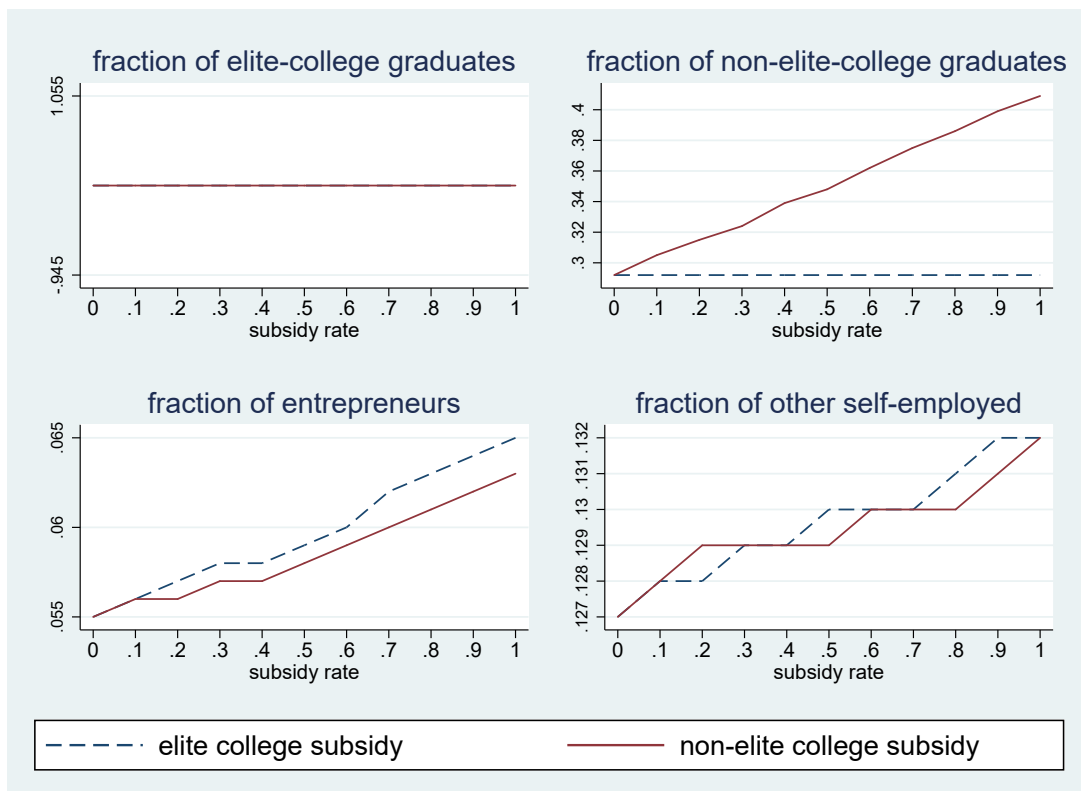 fraction of elite-college graduates
1.055
-.945
0 .1 .2 .3 .4 .5 .6 .7 .8 .9 1
subsidy rate
fraction of non-elite-college graduates
.4
.38
.36
.34
.32
.3
0 .1 .2 .3 .4 .5 .6 .7 .8 .9 1
subsidy rate
fraction of entrepreneurs
.065
.06
.055
0 .1 .2 .3 .4 .5 .6 .7 .8 .9 1
subsidy rate
fraction of other self-employed
.132
.131
.13
.129
.128
.127
0 .1 .2 .3 .4 .5 .6 .7 .8 .9 1
subsidy rate
elite college subsidy
non-elite college subsidy